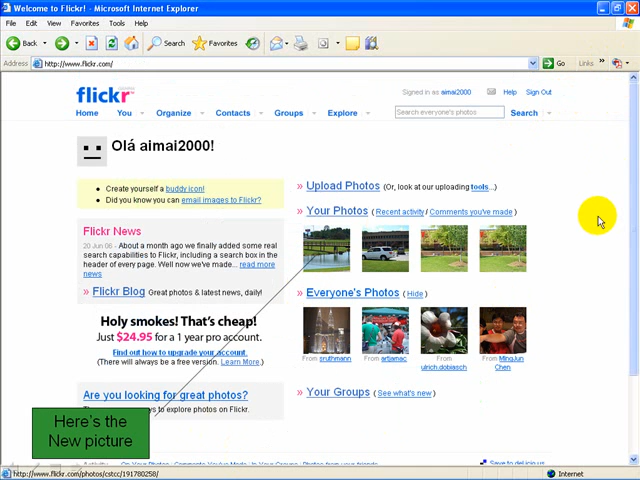 Welcome to Flickr! - Microsoft Internet Explorer
File Edit View Favorites Tools Help
Back Search Favorites
Address http://www.flickr.com/ Go Links
flickr
Signed in as aimai2000 Help Sign Out
Home You Organize Contacts Groups Explore Search everyone's photos Search
Olá aimai2000!
Create yourself a buddy icon!
Did you know you can email images to Flickr?
Flickr News
20 Jun 06 - About a month ago we finally added some real
search capabilities to Flickr, including a search box in the
header of every page. Well now we've made... read more
news
» Flickr Blog Great photos & latest news, daily!
Holy smokes! That's cheap!
Just $24.95 for a 1 year pro account.
Find out how to upgrade your account.
(There will always be a free version. Learn More.)
Are you looking for great photos?
ys to explore photos on Flickr.
» Upload Photos (Or, look at our uploading tools...)
» Your Photos (Recent activity / Comments you've made)
» Everyone's Photos (Hide)
From sruthmann
From artjamac
From ulrich.dobiasch
From MingJun Chen
» Your Groups (See what's new)
Here's the
New picture
http://www.flickr.com/photos/cstcc/191780258/ Internet